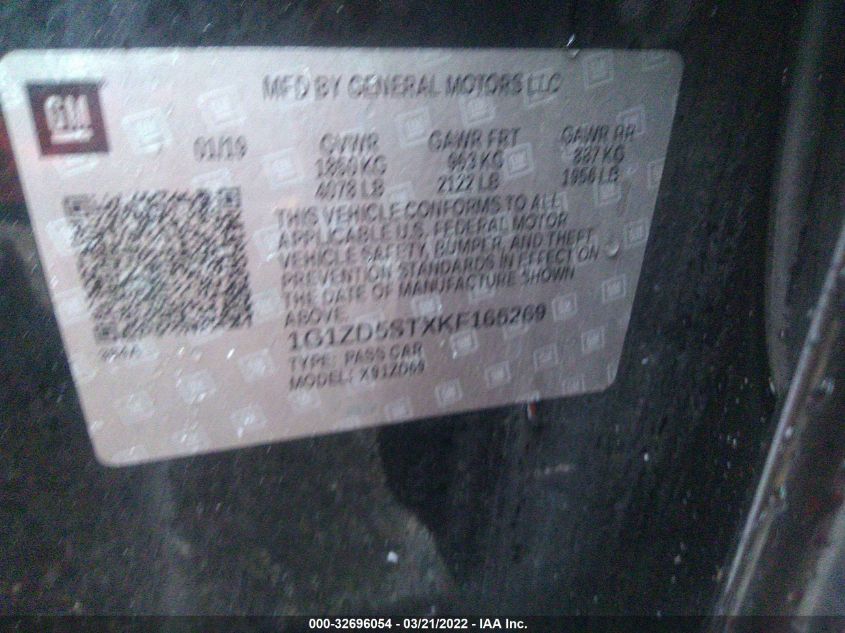 GM
MFD BY GENERAL MOTORS LLC
01/19 GVWR GAWR FRT GAWR RR
1850 KG 963 KG 887 KG
4078 LB 2122 LB 1956 LB
THIS VEHICLE CONFORMS TO ALL
APPLICABLE U.S. FEDERAL MOTOR
VEHICLE SAFETY, BUMPER, AND THEFT
PREVENTION STANDARDS IN EFFECT ON
THE DATE OF MANUFACTURE SHOWN
ABOVE.
1G1ZD5STXKF165269
TYPE: PASS CAR
MODEL: X91ZD69
000-32696054 / 03/21/2022 - IAA Inc.